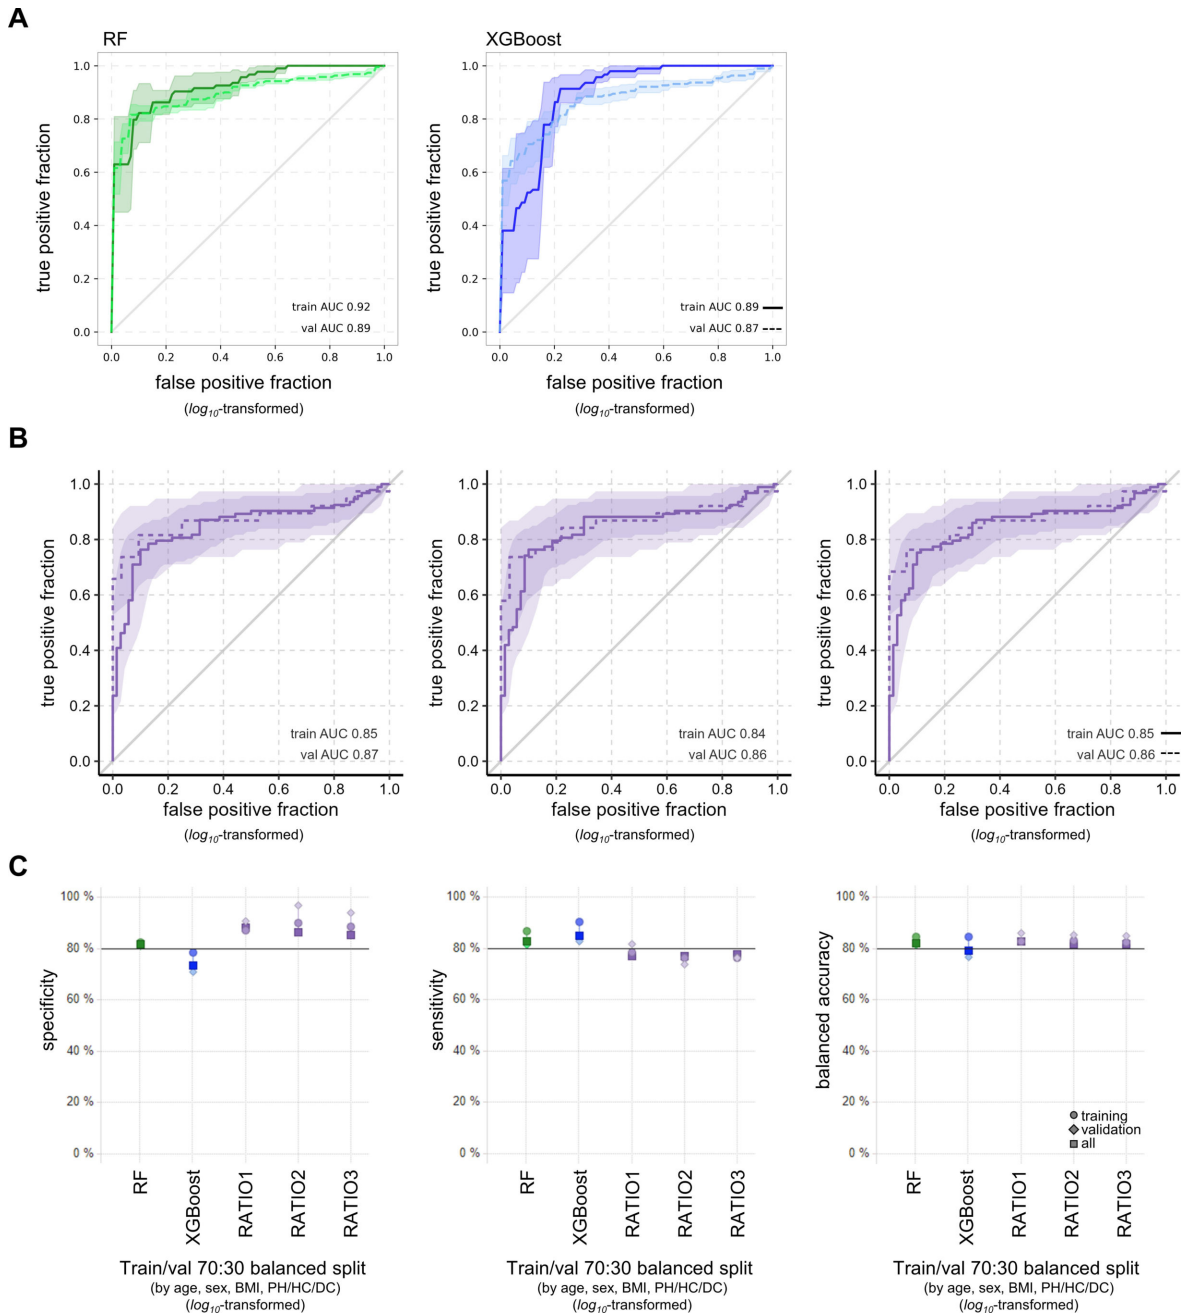 A
RF
XGBoost
1.0
0.8
0.6
0.4
0.2
0.0
true positive fraction
train AUC 0.92
val AUC 0.89
0.0 0.2 0.4 0.6 0.8 1.0
false positive fraction
(log10-transformed)
1.0
0.8
0.6
0.4
0.2
0.0
true positive fraction
train AUC 0.89
val AUC 0.87
0.0 0.2 0.4 0.6 0.8 1.0
false positive fraction
(log10-transformed)
B
1.0
0.8
0.6
0.4
0.2
0.0
true positive fraction
train AUC 0.85
val AUC 0.87
0.0 0.2 0.4 0.6 0.8 1.0
false positive fraction
(log10-transformed)
1.0
0.8
0.6
0.4
0.2
0.0
true positive fraction
train AUC 0.84
val AUC 0.86
0.0 0.2 0.4 0.6 0.8 1.0
false positive fraction
(log10-transformed)
1.0
0.8
0.6
0.4
0.2
0.0
true positive fraction
train AUC 0.85
val AUC 0.86
0.0 0.2 0.4 0.6 0.8 1.0
false positive fraction
(log10-transformed)
C
100 %
80 %
60 %
40 %
20 %
0 %
specificity
RF
XGBoost
RATIO1
RATIO2
RATIO3
Train/val 70:30 balanced split
(by age, sex, BMI, PH/HC/DC)
(log10-transformed)
100 %
80 %
60 %
40 %
20 %
0 %
sensitivity
RF
XGBoost
RATIO1
RATIO2
RATIO3
Train/val 70:30 balanced split
(by age, sex, BMI, PH/HC/DC)
(log10-transformed)
100 %
80 %
60 %
40 %
20 %
0 %
balanced accuracy
training
validation
all
RF
XGBoost
RATIO1
RATIO2
RATIO3
Train/val 70:30 balanced split
(by age, sex, BMI, PH/HC/DC)
(log10-transformed)